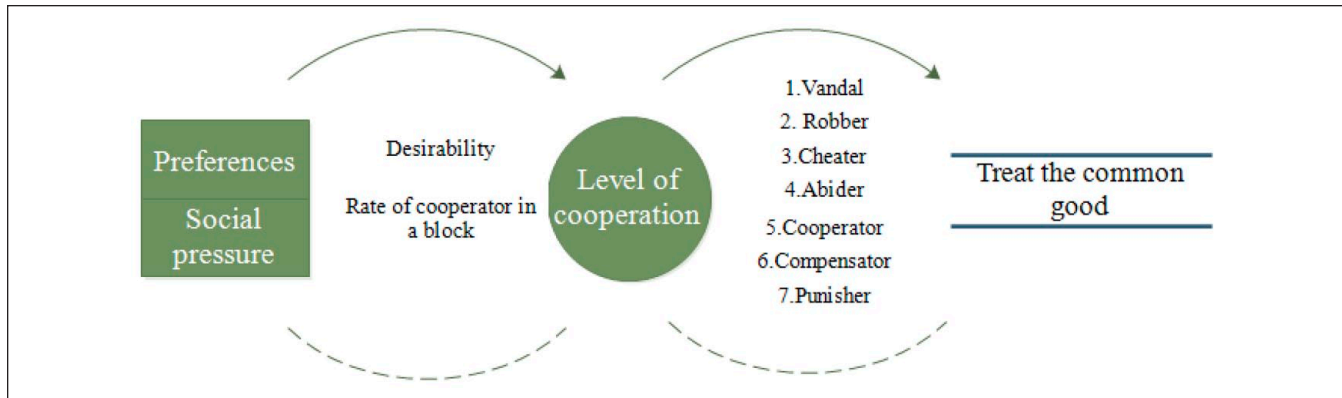 Preferences
Social
pressure
Desirability
Rate of cooperator in
a block
Level of
cooperation
1.Vandal
2. Robber
3.Cheater
4.Abider
5.Cooperator
6.Compensator
7.Punisher
Treat the common
good